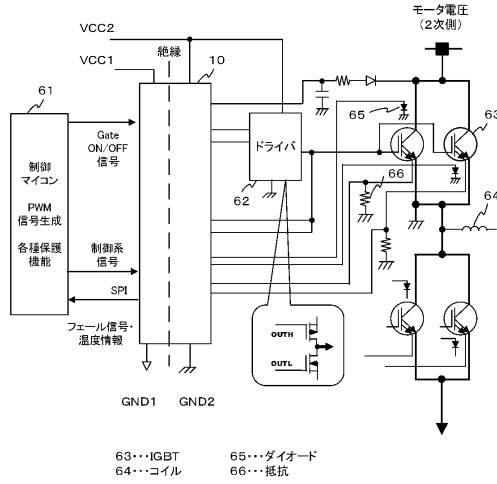 モータ電圧
(2次側)
VCC2
絶縁
VCC1
10
61
65
63
Gate
ON/OFF
信号
ドライバ
制御
マイコン
PWM
信号生成
各種保護
機能
62
66
64
制御系
信号
SPI
フェール信号・
温度情報
OUTH
OUTL
GND1
GND2
63・・・IGBT
65・・・ダイオード
64・・・コイル
66・・・抵抗